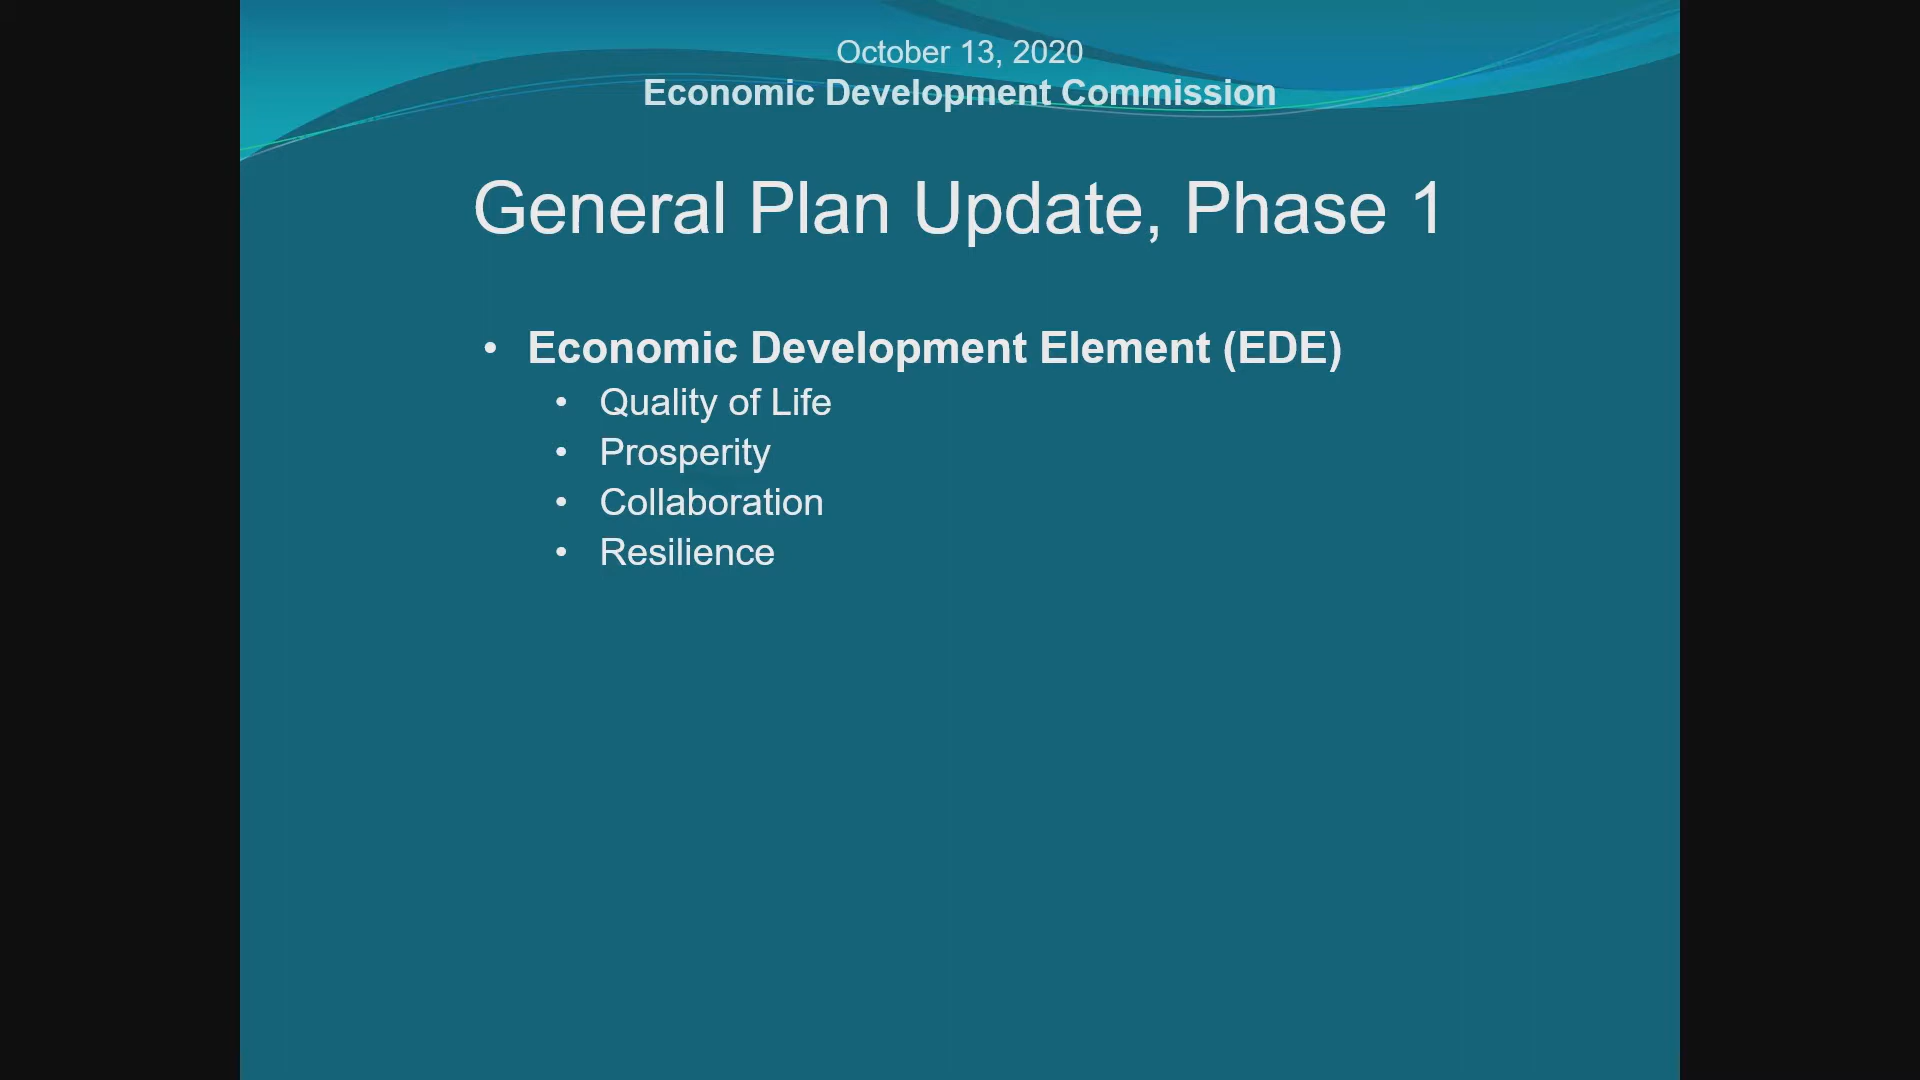 October 13, 2020
Economic Development Commission
General Plan Update, Phase 1
• Economic Development Element (EDE)
• Quality of Life
• Prosperity
• Collaboration
• Resilience